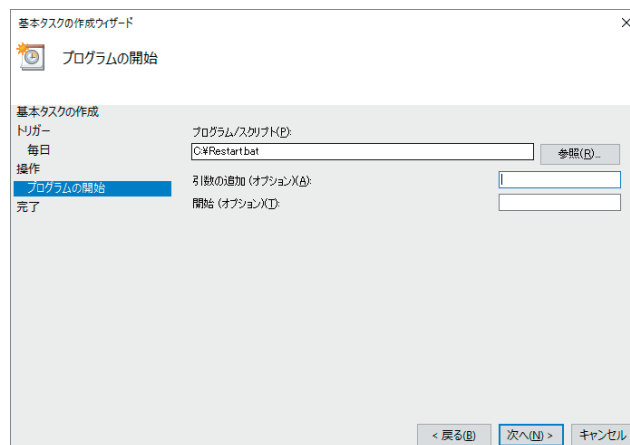 基本タスクの作成ウィザード
プログラムの開始
基本タスクの作成
トリガー
毎日
操作
プログラムの開始
完了
プログラム/スクリプト(P):
C:¥Restart.bat
参照(R)...
引数の追加 (オプション)(A):
開始 (オプション)(T):
< 戻る(B)
次へ(N) >
キャンセル